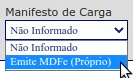 Manifesto de Carga
Não Informado
Não Informado
Emite MDFe (Próprio)